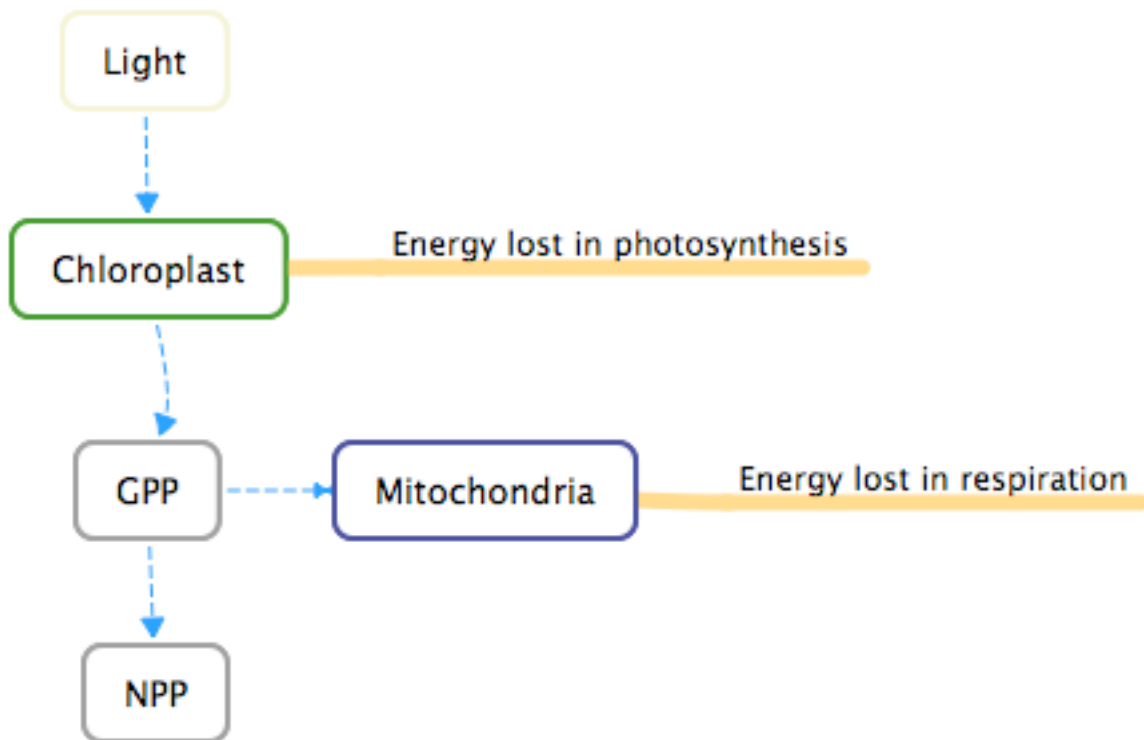 Light
Chloroplast
Energy lost in photosynthesis
GPP
Mitochondria
Energy lost in respiration
NPP